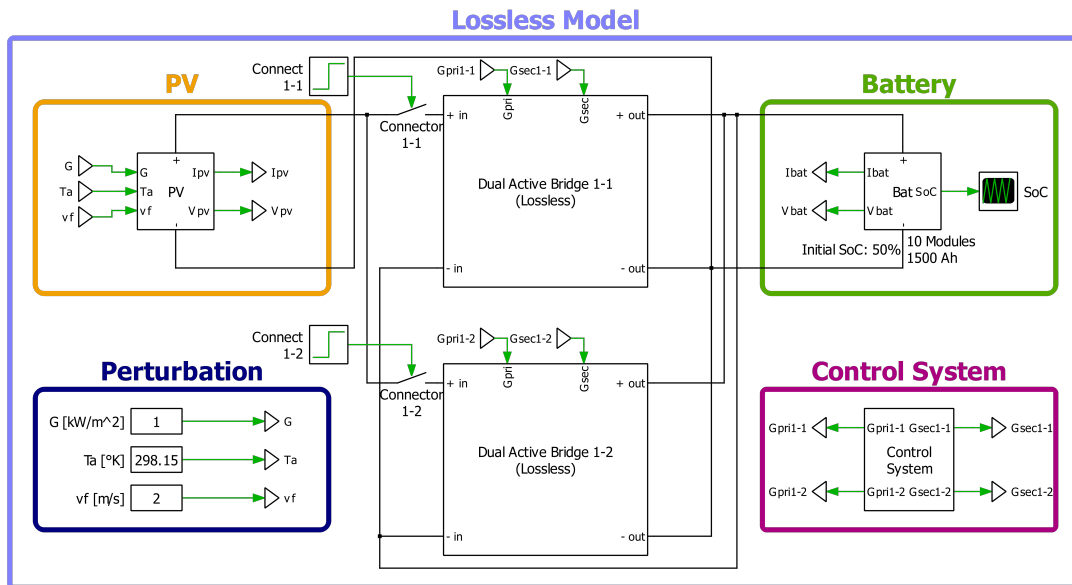 Lossless Model
PV
G
Ta
vf
+
G
Ta
vf
PV
Ipv
Vpv
-
Ipv
Vpv
Connect
1-1
Connector
1-1
Gpri1-1
Gsec1-1
Gpri
Gsec
+ in
+ out
Dual Active Bridge 1-1
(Lossless)
- in
- out
Battery
Ibat
Vbat
+
Ibat
Bat
SoC
Vbat
-
SoC
Initial SoC: 50%
10 Modules
1500 Ah
Perturbation
G [kW/m^2]
1
G
Ta [°K]
298.15
Ta
vf [m/s]
2
vf
Connect
1-2
Connector
1-2
Gpri1-2
Gsec1-2
Gpri
Gsec
+ in
+ out
Dual Active Bridge 1-2
(Lossless)
- in
- out
Control System
Gpri1-1
Gpri1-1
Gsec1-1
Gsec1-1
Control
System
Gpri1-2
Gpri1-2
Gsec1-2
Gsec1-2